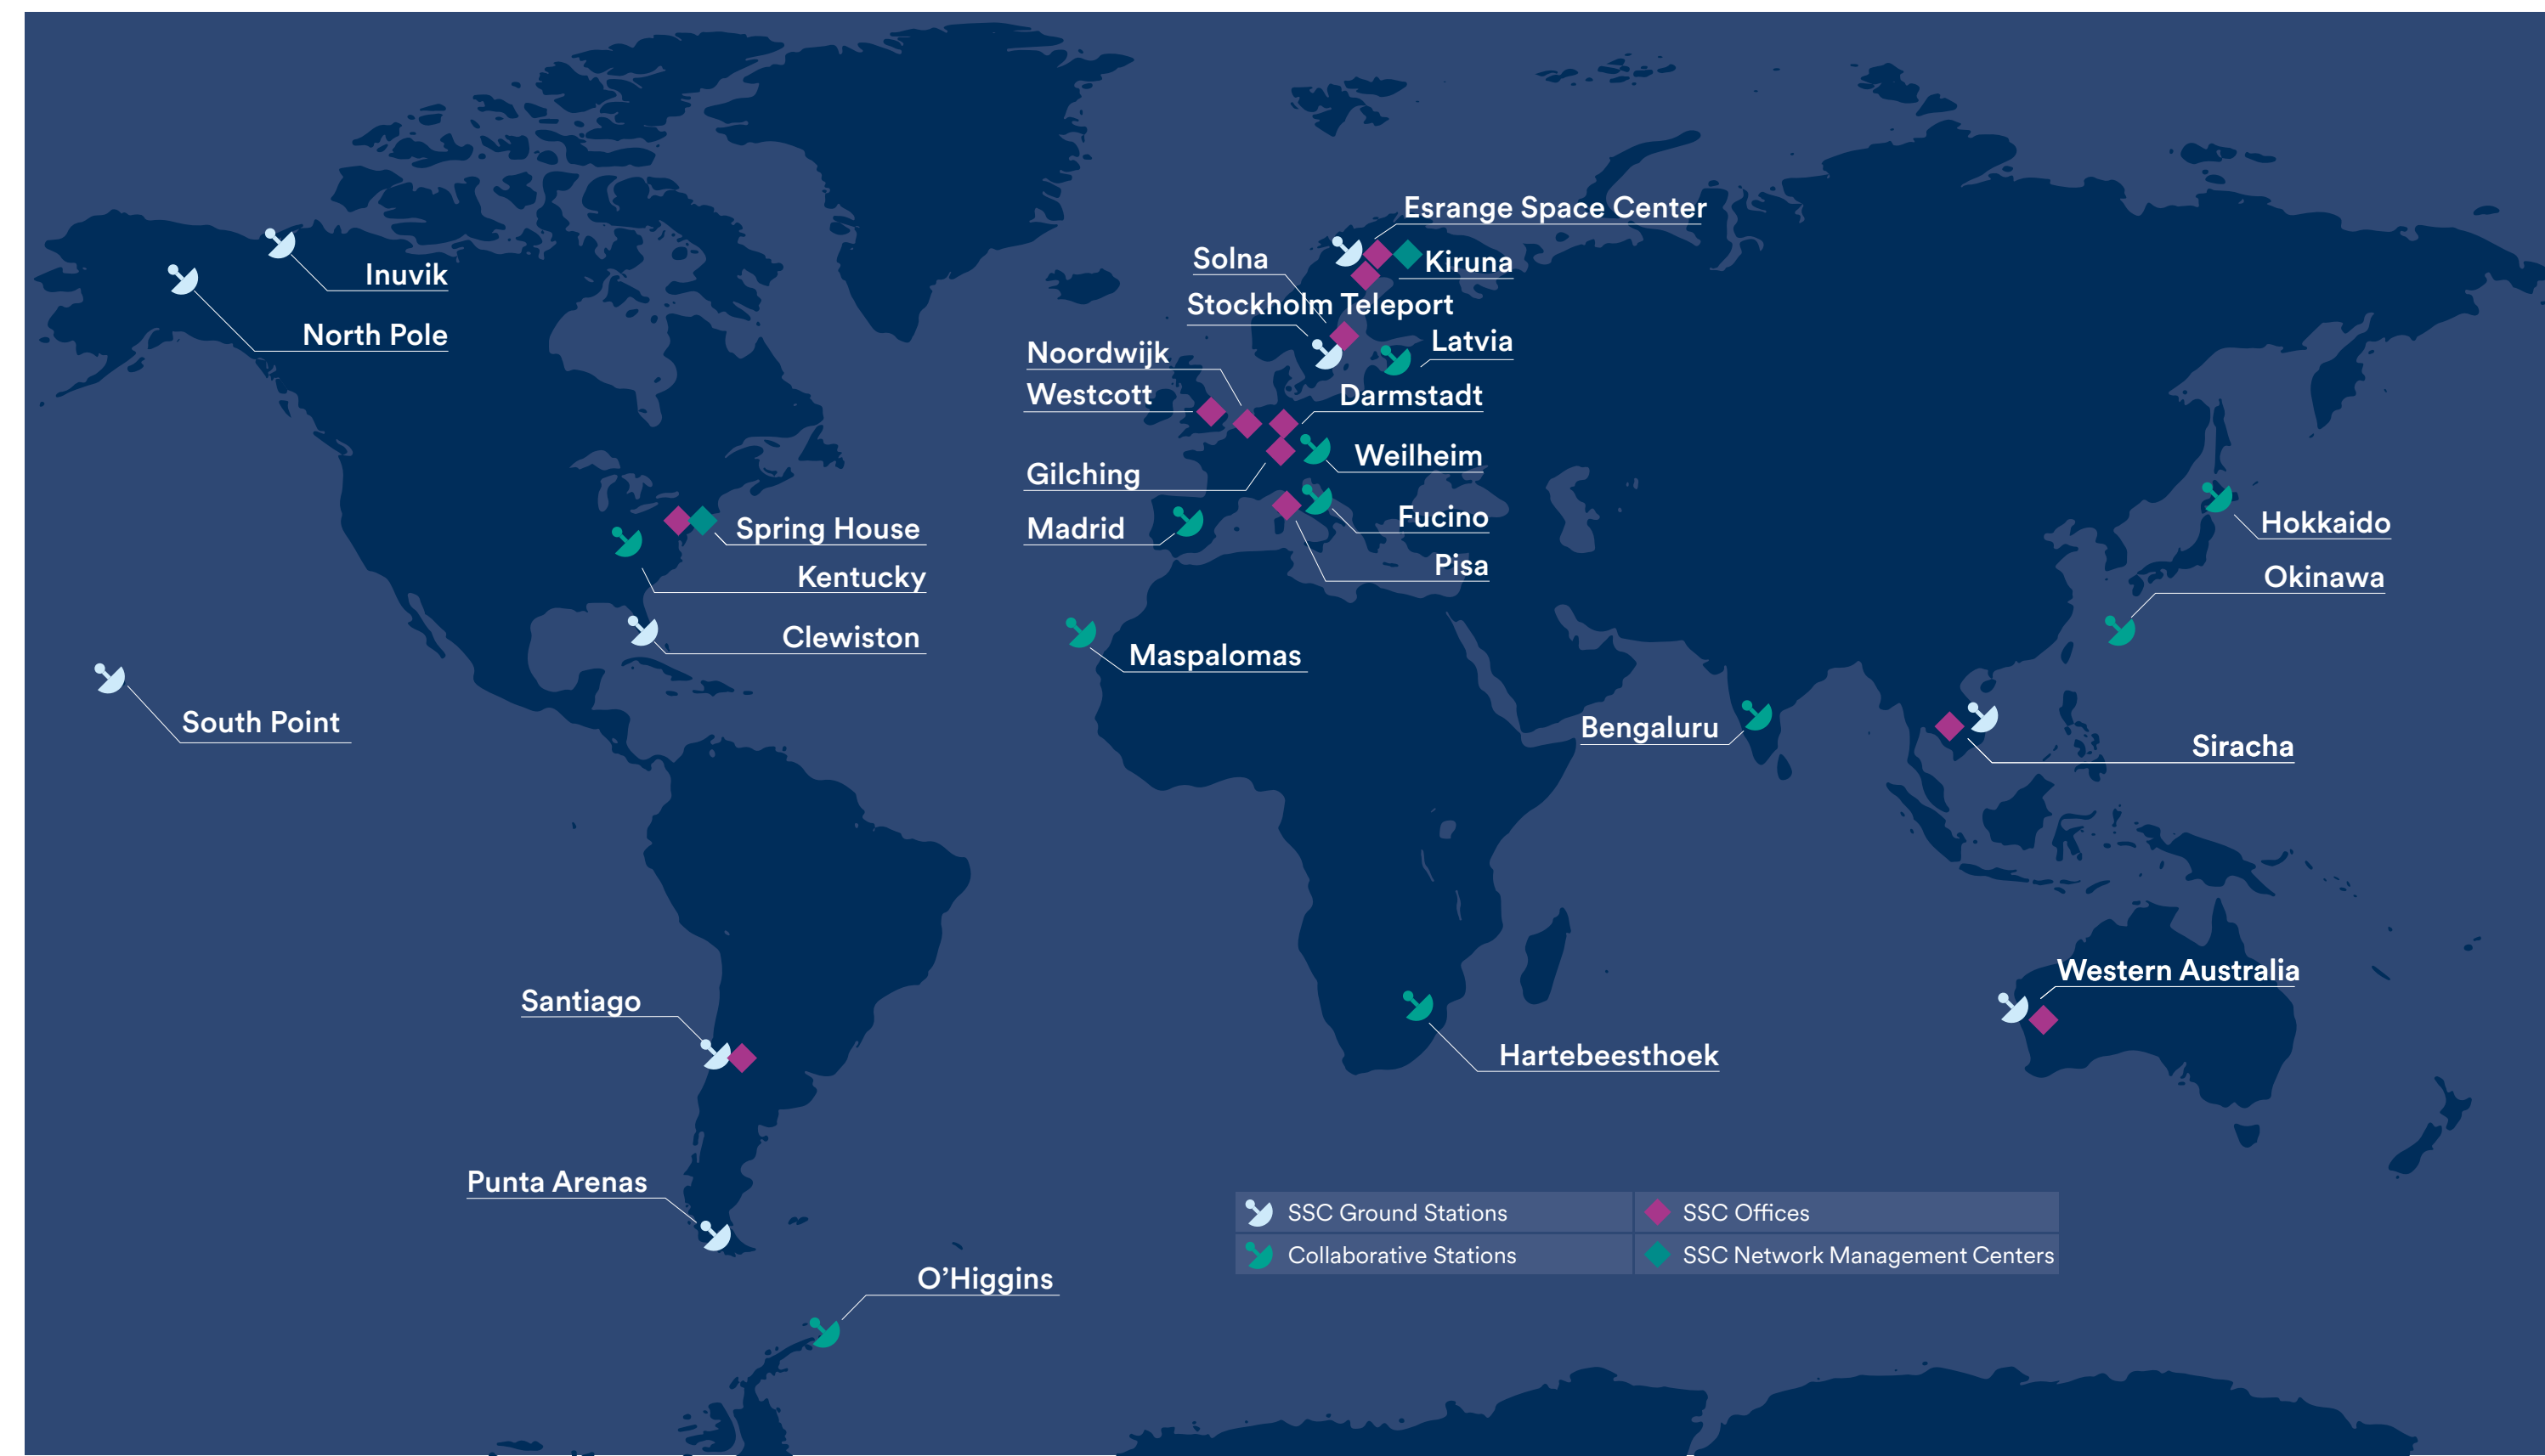 Esrange Space Center
Solna
Kiruna
Inuvik
Stockholm Teleport
North Pole
Latvia
Noordwijk
Westcott
Darmstadt
Weilheim
Gilching
Fucino
Madrid
Spring House
Hokkaido
Pisa
Kentucky
Okinawa
Clewiston
Maspalomas
South Point
Bengaluru
Siracha
Western Australia
Santiago
Hartebeesthoek
Punta Arenas
SSC Ground Stations
SSC Offices
Collaborative Stations
SSC Network Management Centers
O’Higgins